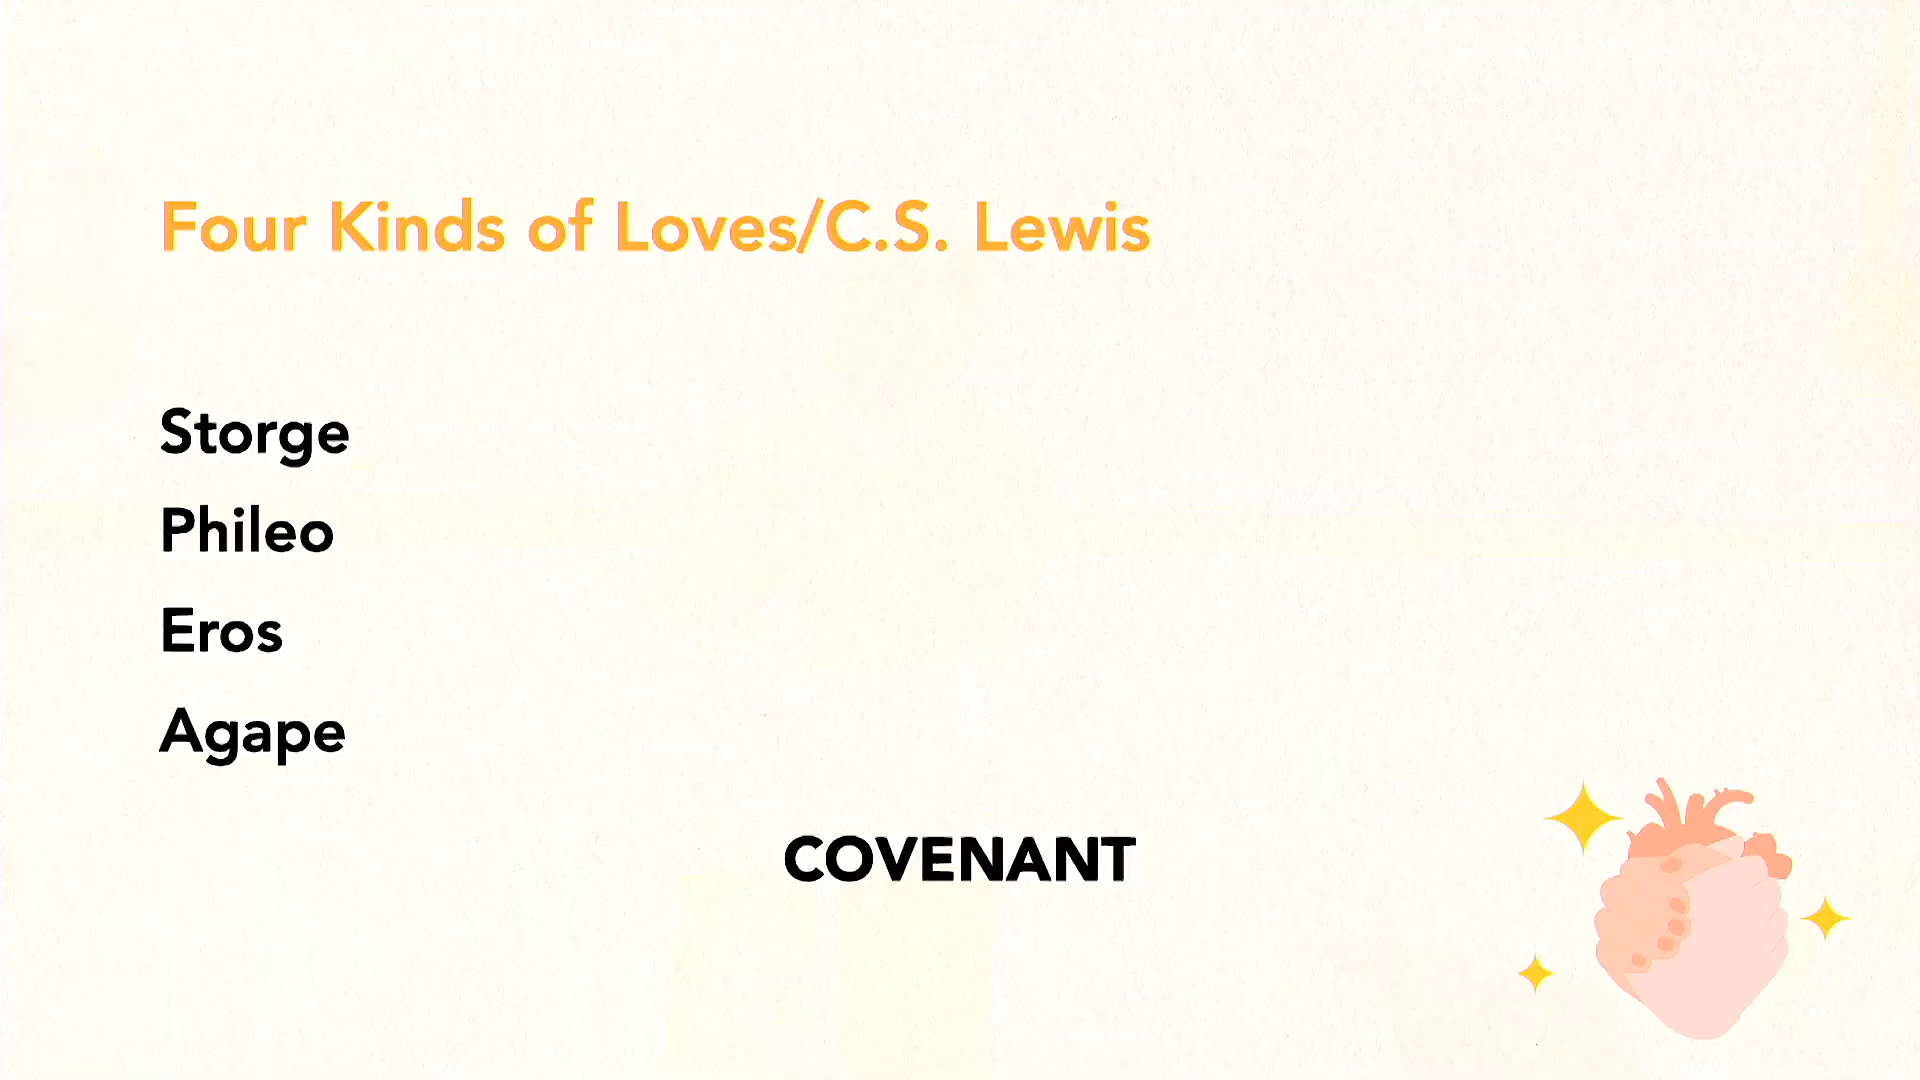 Four Kinds of Loves/C.S. Lewis
Storge
Phileo
Eros
Agape
COVENANT